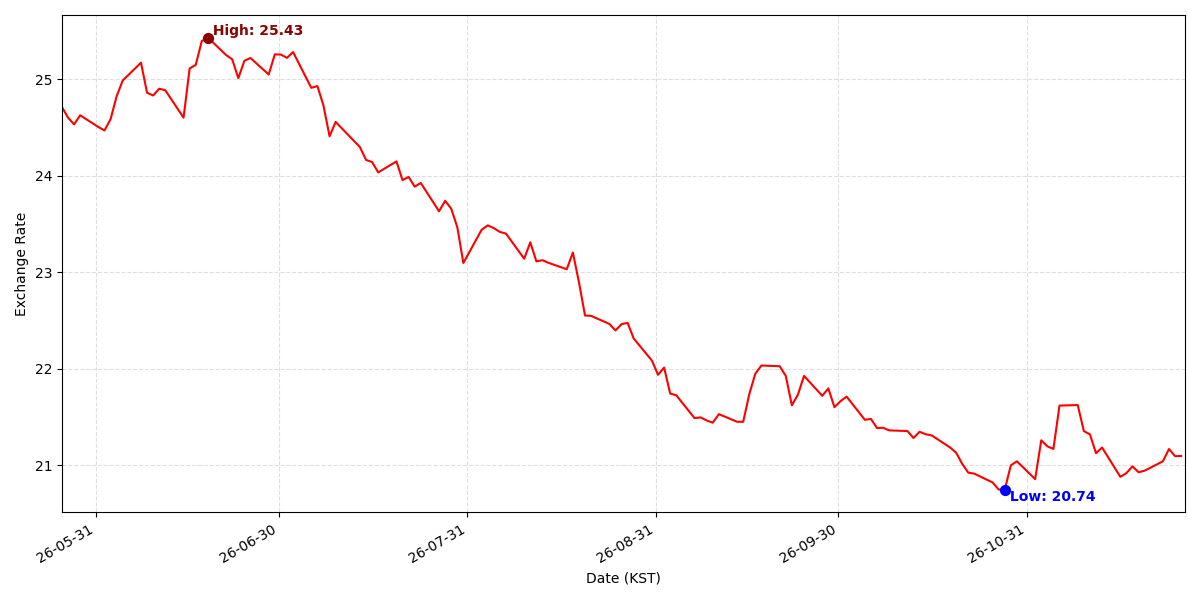 High: 25.43
25
24
23
22
21
Exchange Rate
Low: 20.74
26-05-31
26-06-30
26-07-31
26-08-31
26-09-30
26-10-31
Date (KST)